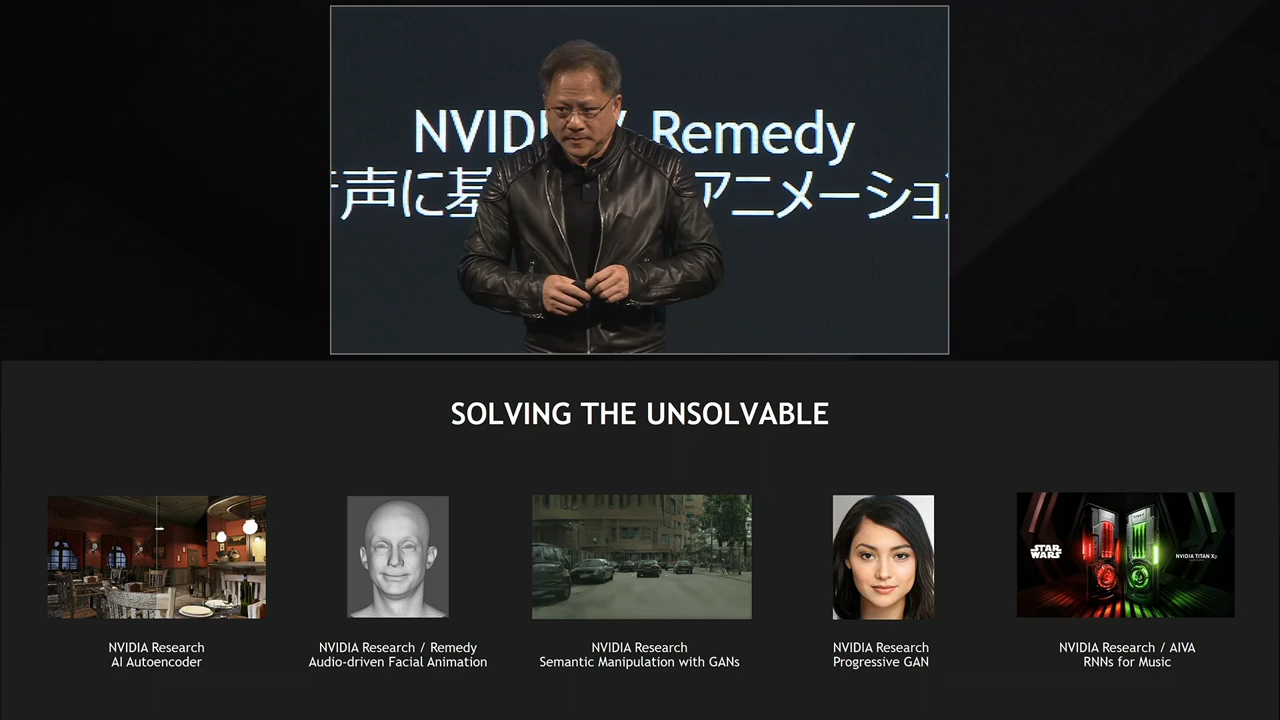 NVIDI / Remedy
声に基 アニメーショ
SOLVING THE UNSOLVABLE
STAR WARS
NVIDIA TITAN Xp
NVIDIA Research
AI Autoencoder
NVIDIA Research / Remedy
Audio-driven Facial Animation
NVIDIA Research
Semantic Manipulation with GANs
NVIDIA Research
Progressive GAN
NVIDIA Research / AIVA
RNNs for Music